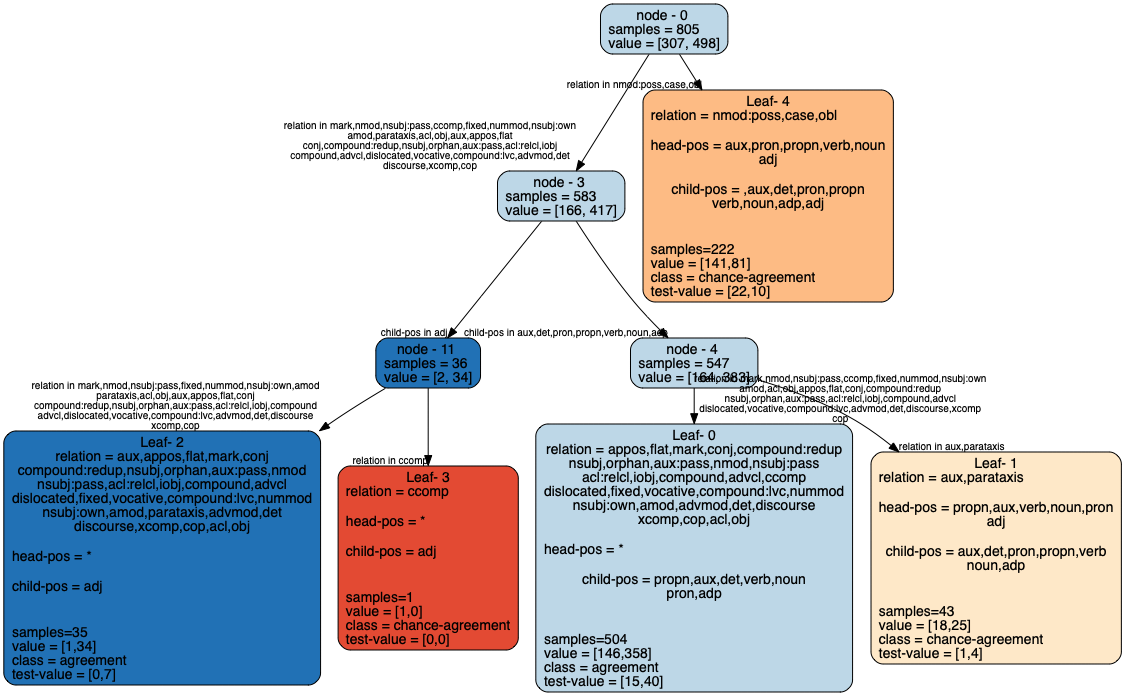 node - 0
samples = 805
value = [307, 498]
relation in nmod:poss,case,obl
Leaf- 4
relation = nmod:poss,case,obl
head-pos = aux,pron,propn,verb,noun
adj
child-pos = ,aux,det,pron,propn
verb,noun,adp,adj
samples=222
value = [141,81]
class = chance-agreement
test-value = [22,10]
relation in mark,nmod,nsubj:pass,ccomp,fixed,nummod,nsubj:own
amod,parataxis,acl,obj,aux,appos,flat
conj,compound:redup,nsubj,orphan,aux:pass,acl:relcl,iobj
compound,advcl,dislocated,vocative,compound:lvc,advmod,det
discourse,xcomp,cop
node - 3
samples = 583
value = [166, 417]
child-pos in adj
child-pos in aux,det,pron,propn,verb,noun,adp
node - 11
samples = 36
value = [2, 34]
node - 4
samples = 547
value = [164, 383]
relation in mark,nmod,nsubj:pass,fixed,nummod,nsubj:own,amod
parataxis,acl,obj,aux,appos,flat,conj
compound:redup,nsubj,orphan,aux:pass,acl:relcl,iobj,compound
advcl,dislocated,vocative,compound:lvc,advmod,det,discourse
xcomp,cop
relation in mark,nmod,nsubj:pass,ccomp,fixed,nummod,nsubj:own
amod,acl,obj,appos,flat,conj,compound:redup
nsubj,orphan,aux:pass,acl:relcl,iobj,compound,advcl
dislocated,vocative,compound:lvc,advmod,det,discourse,xcomp
cop
Leaf- 2
relation = aux,appos,flat,mark,conj
compound:redup,nsubj,orphan,aux:pass,nmod
nsubj:pass,acl:relcl,iobj,compound,advcl
dislocated,fixed,vocative,compound:lvc,nummod
nsubj:own,amod,parataxis,advmod,det
discourse,xcomp,cop,acl,obj
head-pos = *
child-pos = adj
samples=35
value = [1,34]
class = agreement
test-value = [0,7]
relation in ccomp
Leaf- 3
relation = ccomp
head-pos = *
child-pos = adj
samples=1
value = [1,0]
class = chance-agreement
test-value = [0,0]
Leaf- 0
relation = appos,flat,mark,conj,compound:redup
nsubj,orphan,aux:pass,nmod,nsubj:pass
acl:relcl,iobj,compound,advcl,ccomp
dislocated,fixed,vocative,compound:lvc,nummod
nsubj:own,amod,advmod,det,discourse
xcomp,cop,acl,obj
head-pos = *
child-pos = propn,aux,det,verb,noun
pron,adp
samples=504
value = [146,358]
class = agreement
test-value = [15,40]
relation in aux,parataxis
Leaf- 1
relation = aux,parataxis
head-pos = propn,aux,verb,noun,pron
adj
child-pos = aux,det,pron,propn,verb
noun,adp
samples=43
value = [18,25]
class = chance-agreement
test-value = [1,4]